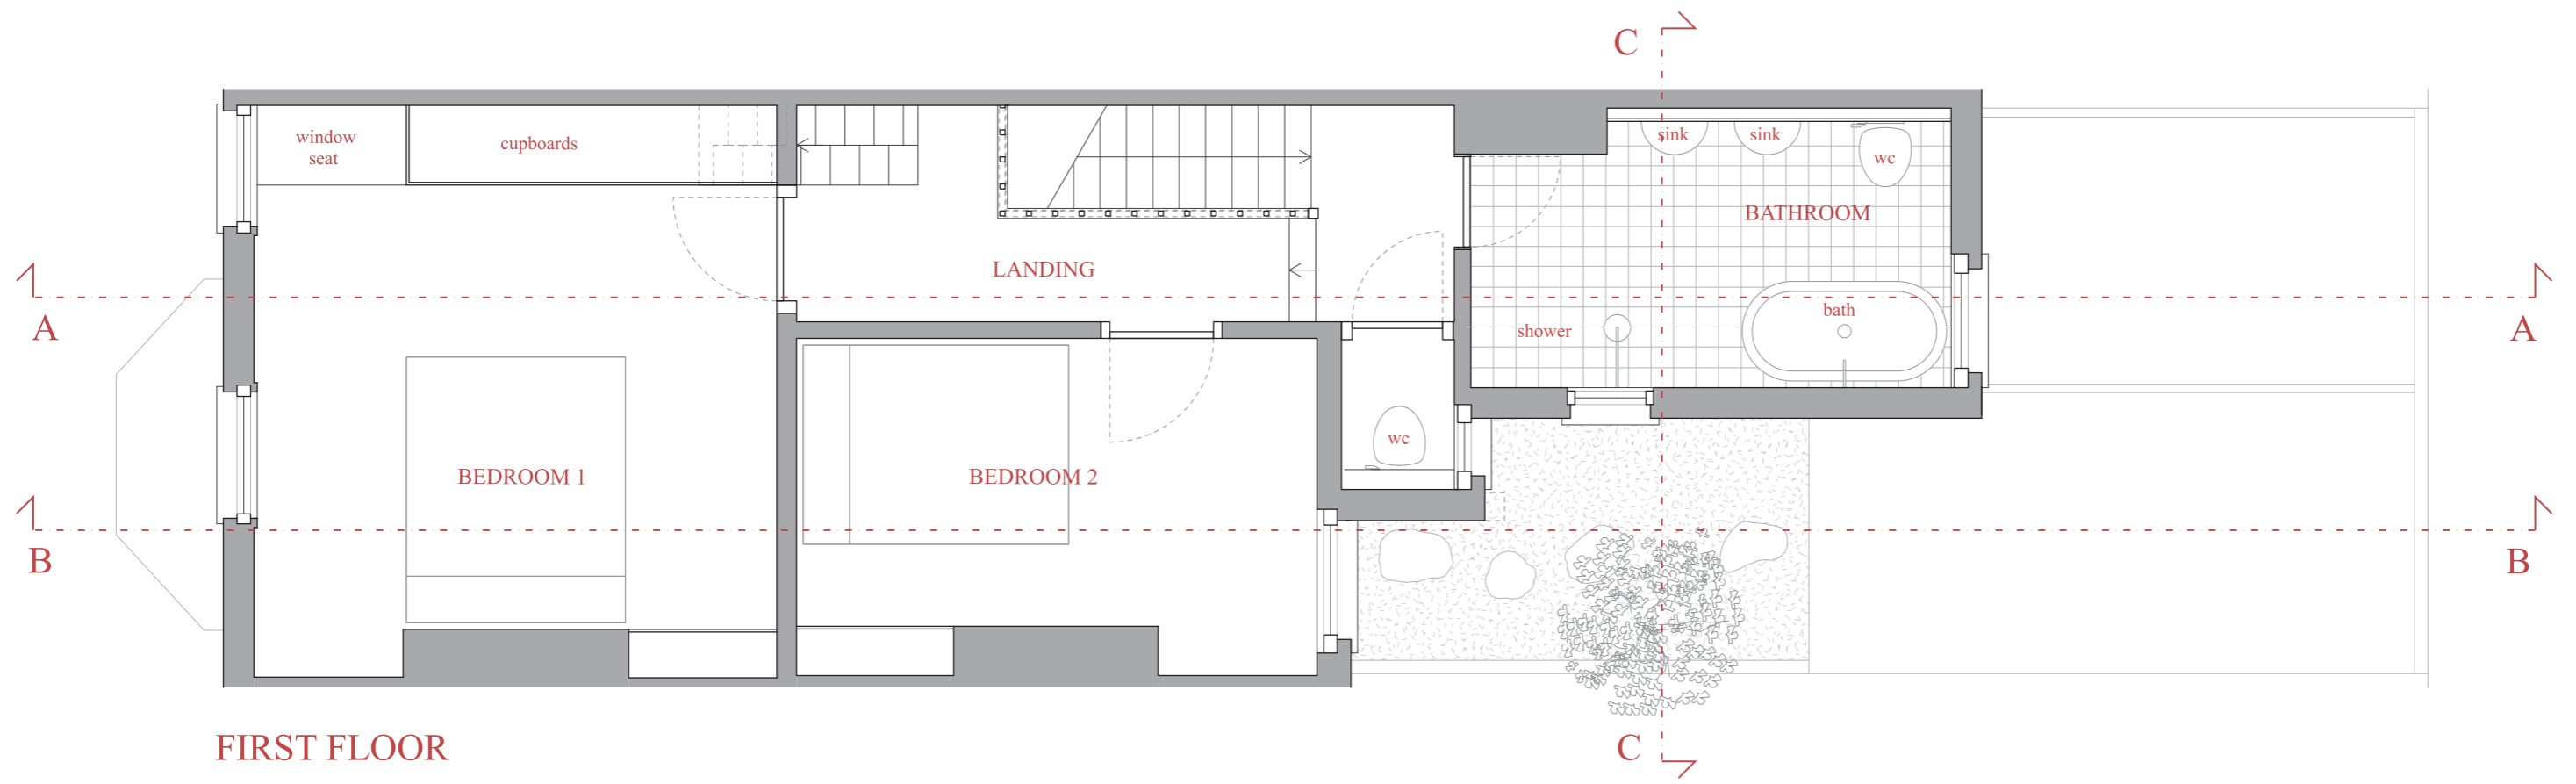 C
window
seat
cupboards
sink
sink
wc
BATHROOM
LANDING
A
shower
bath
A
BEDROOM 1
BEDROOM 2
wc
B
B
FIRST FLOOR
C